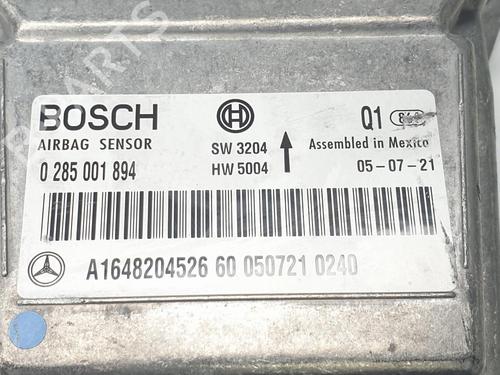 BOSCH
AIRBAG SENSOR
0 285 001 894
SW 3204
HW 5004
Q1
Assembled in Mexico
05-07-21
A1648204526 60 050721 0240
PARTS